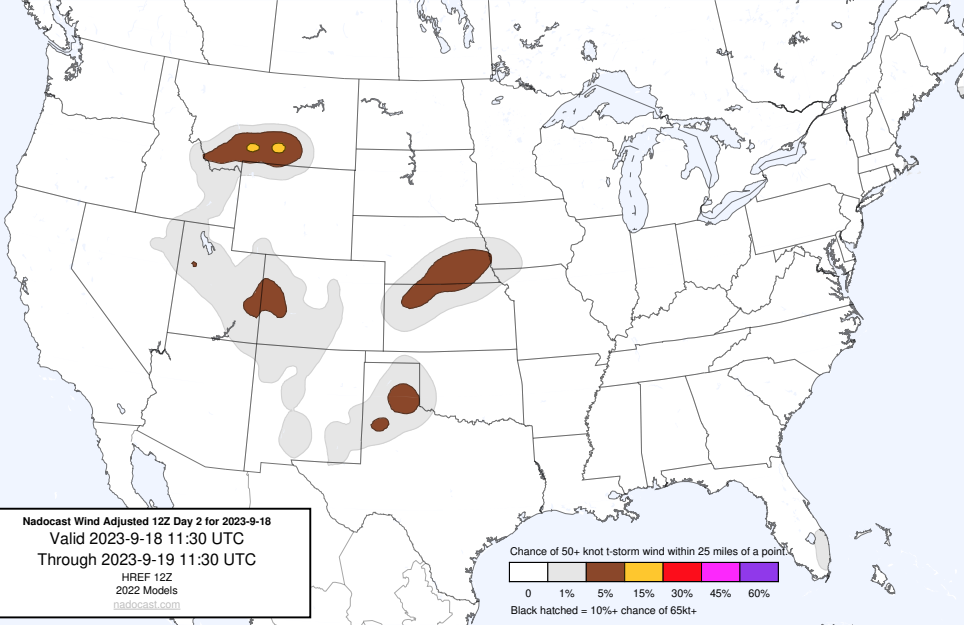 Nadocast Wind Adjusted 12Z Day 2 for 2023-9-18
Valid 2023-9-18 11:30 UTC
Through 2023-9-19 11:30 UTC
HREF 12Z
2022 Models
nadocast.com
Chance of 50+ knot t-storm wind within 25 miles of a point.
0 1% 5% 15% 30% 45% 60%
Black hatched = 10%+ chance of 65kt+